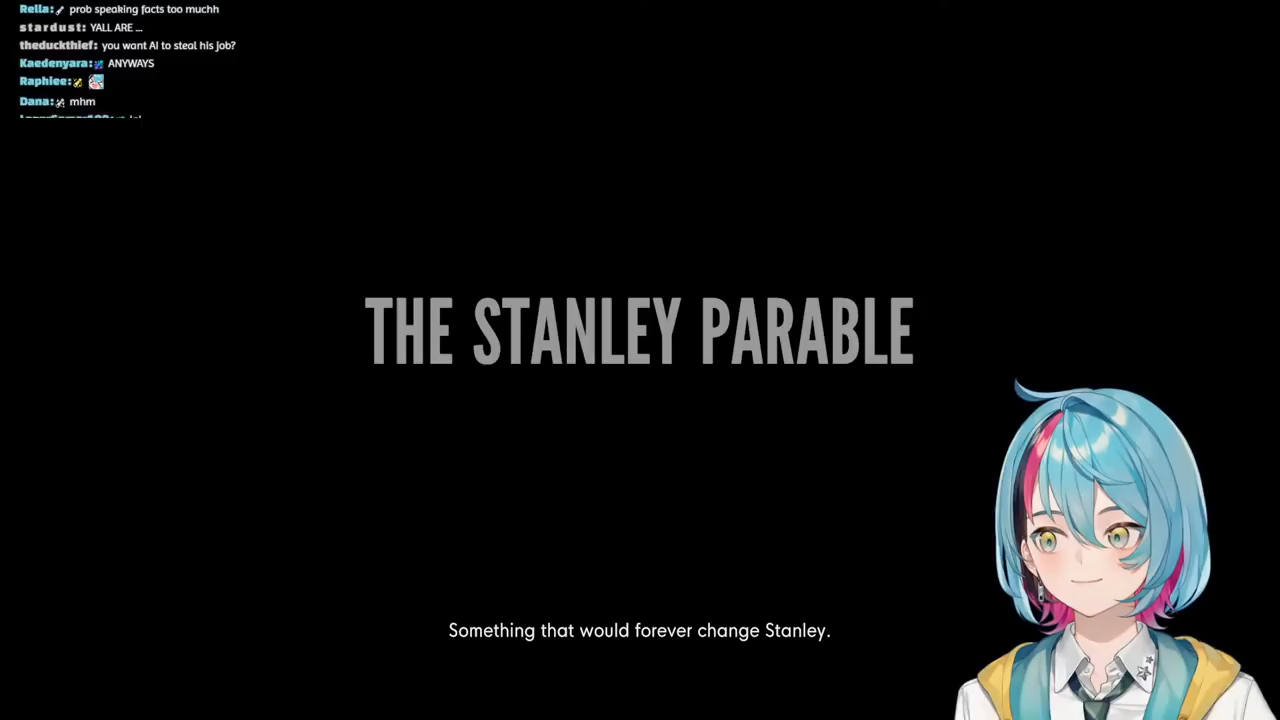 Rella: prob speaking facts too muchh
stardust: YALL ARE ...
theduckthief: you want AI to steal his job?
Kaedenyara: ANYWAYS
Raphiee:
Dana: mhm
THE STANLEY PARABLE
Something that would forever change Stanley.